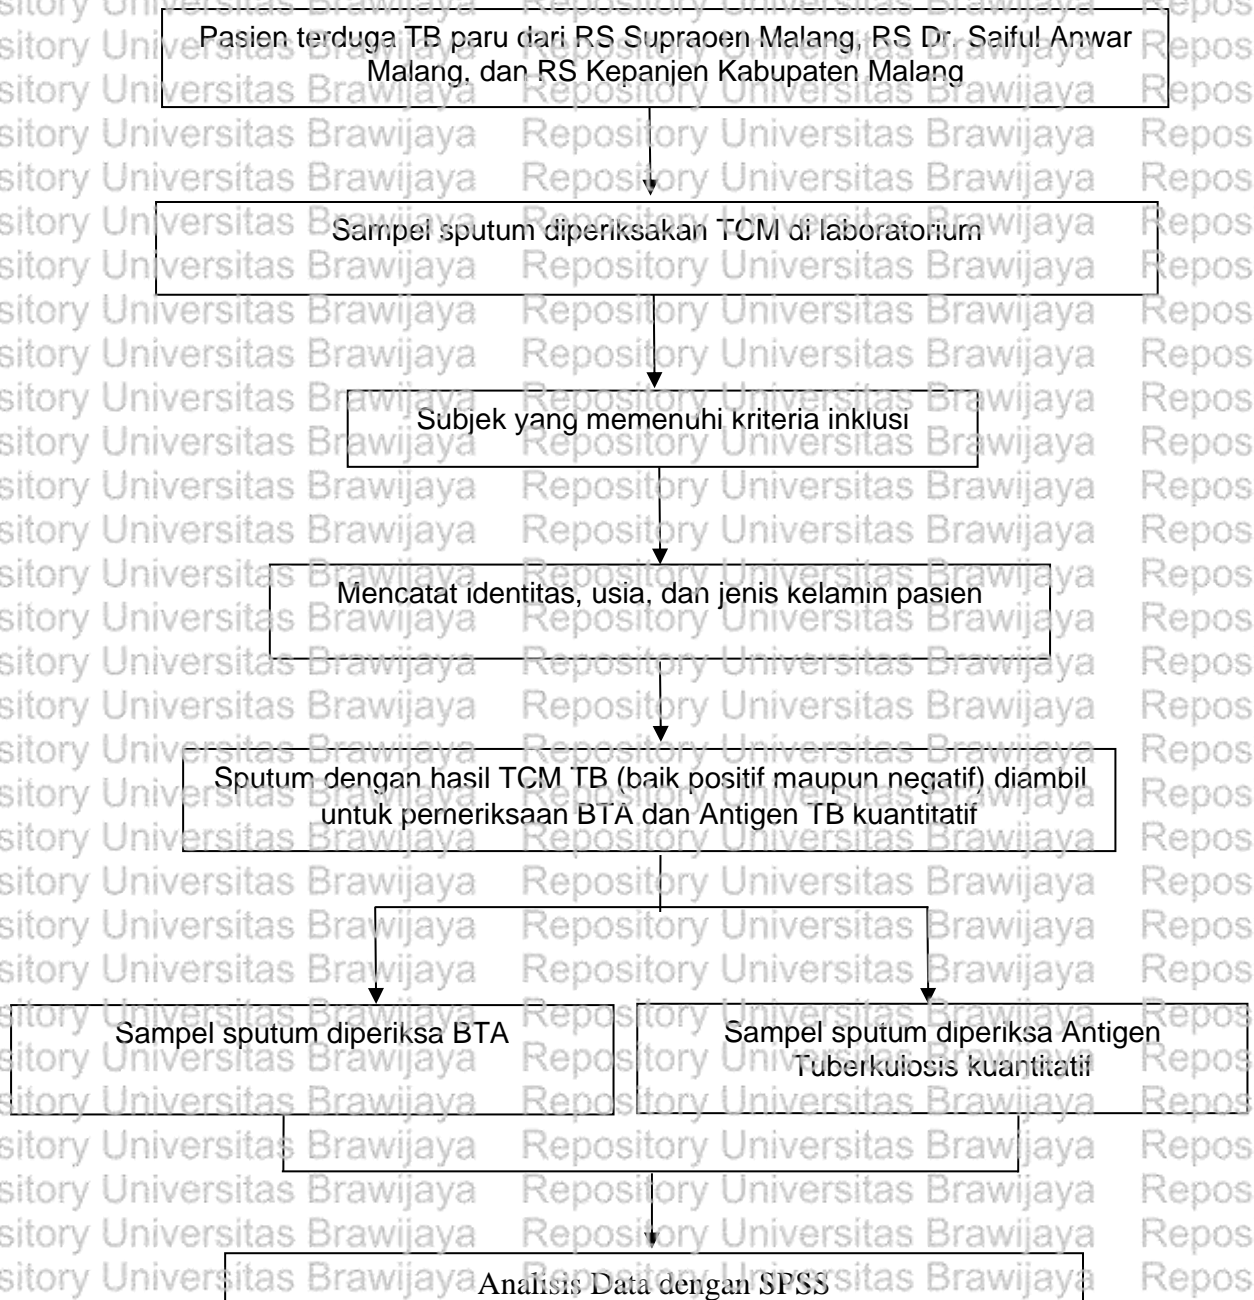 Pasien terduga TB paru dari RS Supraoen Malang, RS Dr. Saiful Anwar
Malang, dan RS Kepanjen Kabupaten Malang
Sampel sputum diperiksakan TCM di laboratorium
Subjek yang memenuhi kriteria inklusi
Mencatat identitas, usia, dan jenis kelamin pasien
Sputum dengan hasil TCM TB (baik positif maupun negatif) diambil
untuk pemeriksaan BTA dan Antigen TB kuantitatif
Sampel sputum diperiksa BTA
Sampel sputum diperiksa Antigen
Tuberkulosis kuantitatif
Analisis Data dengan SPSS
Repository Universitas Brawijaya